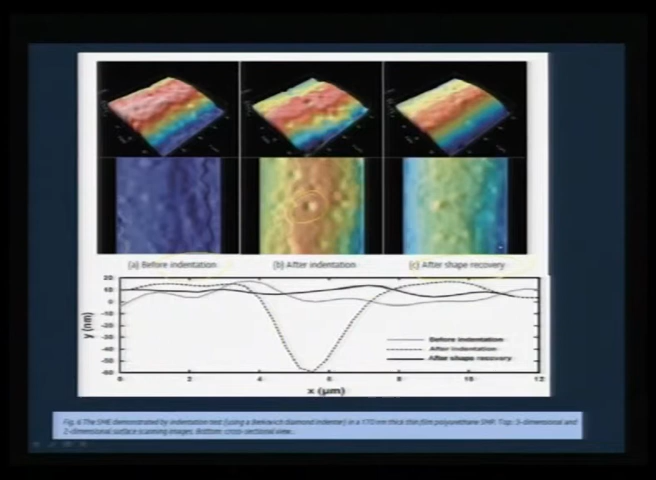 (a) Before indentation (b) After indentation (c) After shape recovery
20
10
0
-10
-20
-30
-40
-50
-60
y (nm)
Before indentation
After indentation
After shape recovery
0 2 4 6 8 10 12
x (μm)
Fig. 6 The SME demonstrated by indentation test (using a Berkovich diamond indenter) in a 170 nm thick thin film polyurethane SMP. Top: 3-dimensional and
2-dimensional surface scanning images. Bottom: cross-sectional view.